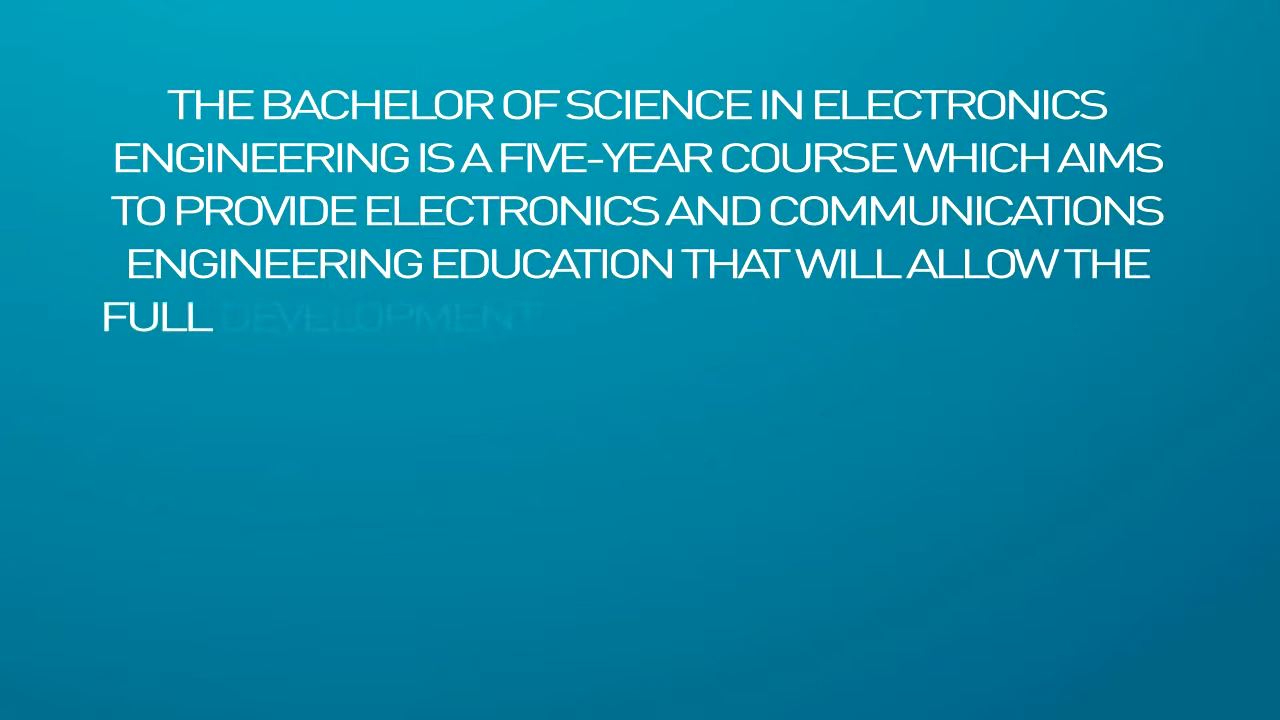 THE BACHELOR OF SCIENCE IN ELECTRONICS
ENGINEERING IS A FIVE-YEAR COURSE WHICH AIMS
TO PROVIDE ELECTRONICS AND COMMUNICATIONS
ENGINEERING EDUCATION THAT WILL ALLOW THE
FULL DEVELOPMENT